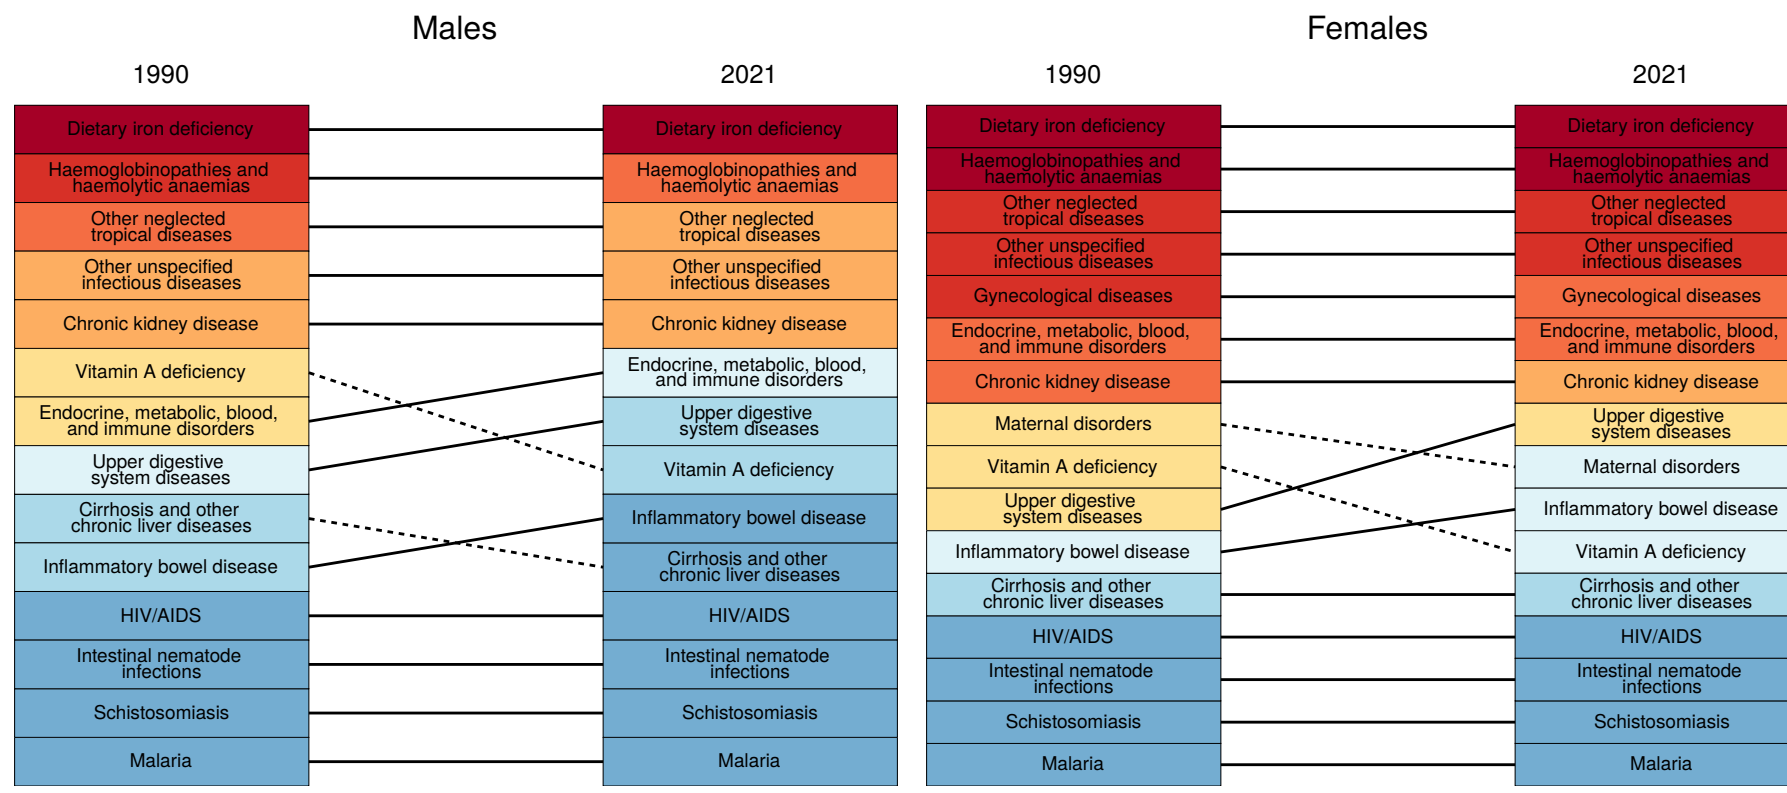 Males
1990
2021
Dietary iron deficiency
Haemoglobinopathies and
haemolytic anaemias
Other neglected
tropical diseases
Other unspecified
infectious diseases
Chronic kidney disease
Vitamin A deficiency
Endocrine, metabolic, blood,
and immune disorders
Upper digestive
system diseases
Cirrhosis and other
chronic liver diseases
Inflammatory bowel disease
HIV/AIDS
Intestinal nematode
infections
Schistosomiasis
Malaria
Dietary iron deficiency
Haemoglobinopathies and
haemolytic anaemias
Other neglected
tropical diseases
Other unspecified
infectious diseases
Chronic kidney disease
Endocrine, metabolic, blood,
and immune disorders
Upper digestive
system diseases
Vitamin A deficiency
Inflammatory bowel disease
Cirrhosis and other
chronic liver diseases
HIV/AIDS
Intestinal nematode
infections
Schistosomiasis
Malaria
Females
1990
2021
Dietary iron deficiency
Haemoglobinopathies and
haemolytic anaemias
Other neglected
tropical diseases
Other unspecified
infectious diseases
Gynecological diseases
Endocrine, metabolic, blood,
and immune disorders
Chronic kidney disease
Maternal disorders
Vitamin A deficiency
Upper digestive
system diseases
Inflammatory bowel disease
Cirrhosis and other
chronic liver diseases
HIV/AIDS
Intestinal nematode
infections
Schistosomiasis
Malaria
Dietary iron deficiency
Haemoglobinopathies and
haemolytic anaemias
Other neglected
tropical diseases
Other unspecified
infectious diseases
Gynecological diseases
Endocrine, metabolic, blood,
and immune disorders
Chronic kidney disease
Upper digestive
system diseases
Maternal disorders
Inflammatory bowel disease
Vitamin A deficiency
Cirrhosis and other
chronic liver diseases
HIV/AIDS
Intestinal nematode
infections
Schistosomiasis
Malaria